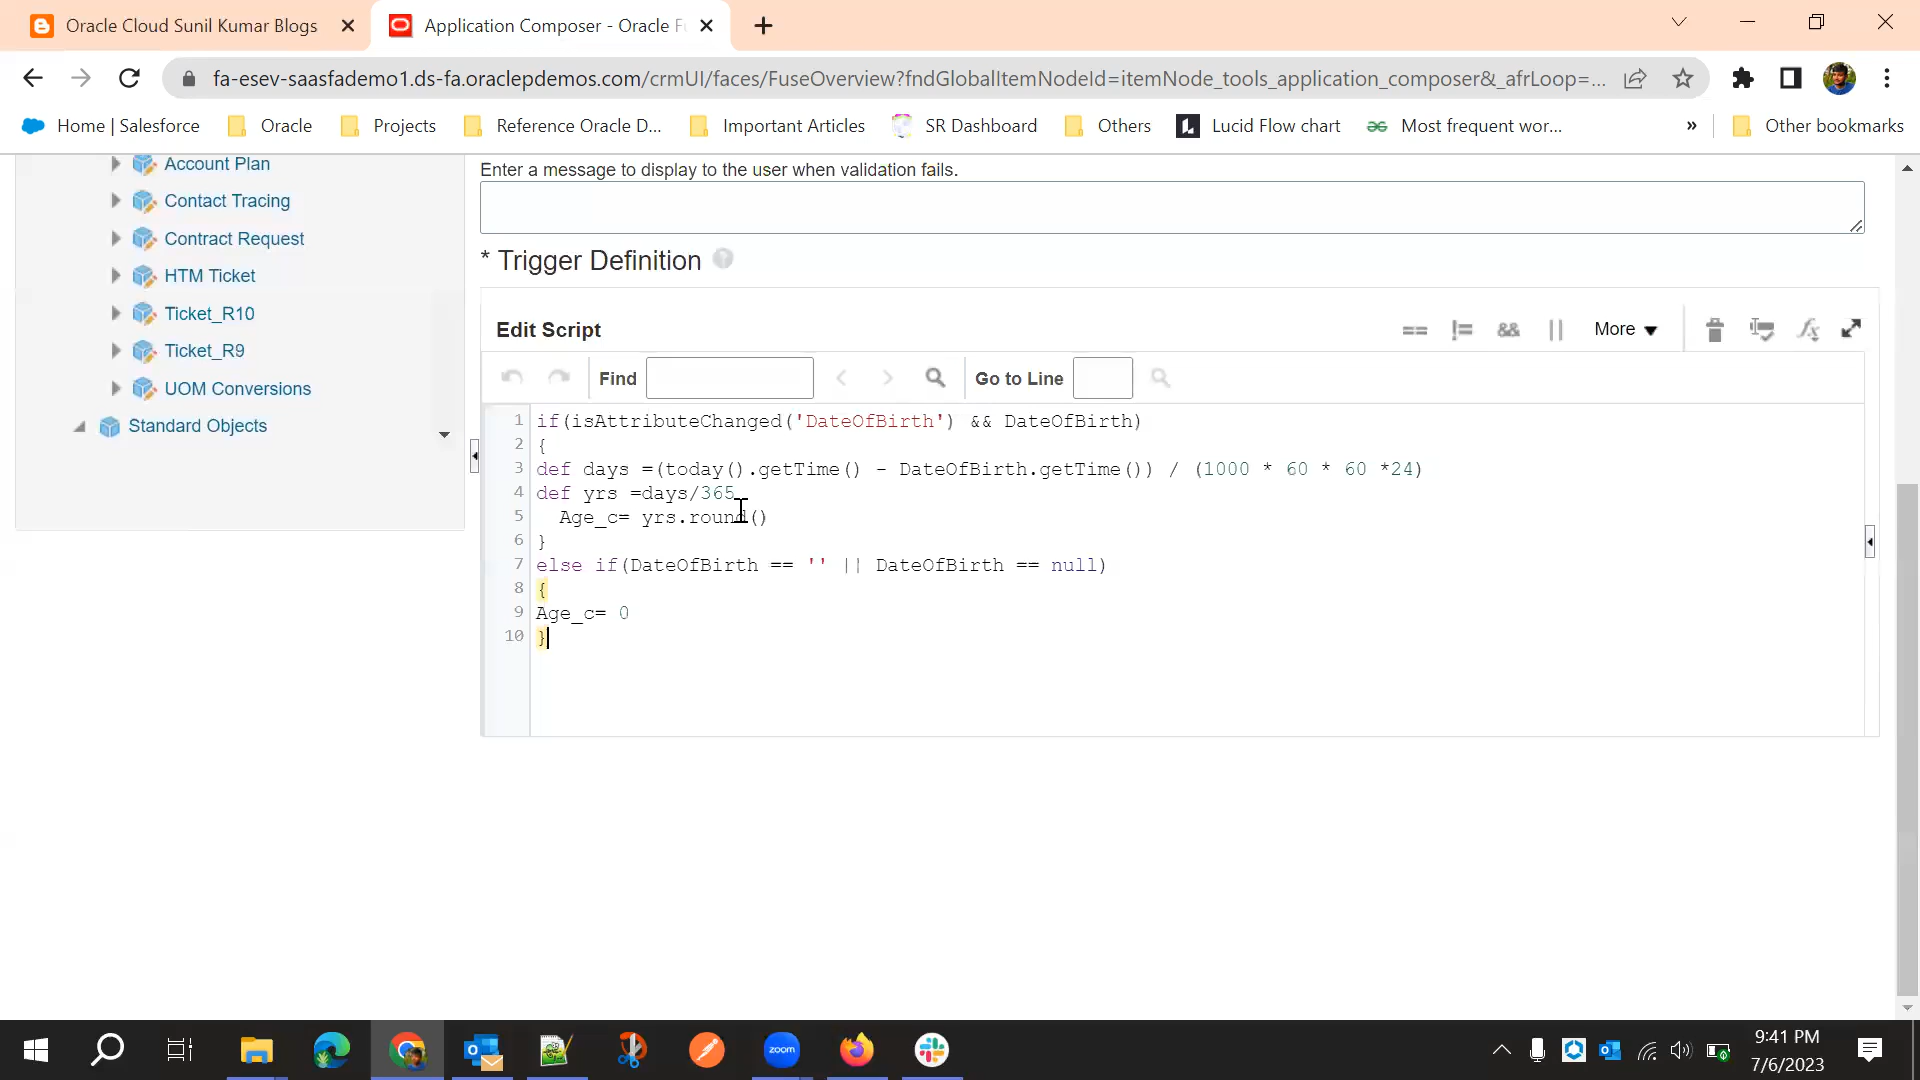 Oracle Cloud Sunil Kumar Blogs
Application Composer - Oracle F
fa-esev-saasfademo1.ds-fa.oraclepdemos.com/crmUI/faces/FuseOverview?fndGlobalItemNodeId=itemNode_tools_application_composer&_afrLoop=...
Home | Salesforce
Oracle
Projects
Reference Oracle D...
Important Articles
SR Dashboard
Others
Lucid Flow chart
Most frequent wor...
»
Other bookmarks
Account Plan
Contact Tracing
Contract Request
HTM Ticket
Ticket_R10
Ticket_R9
UOM Conversions
Standard Objects
Enter a message to display to the user when validation fails.
* Trigger Definition ?
Edit Script
== != && || More
Find
Go to Line
1 if(isAttributeChanged('DateOfBirth') && DateOfBirth)
2 {
3 def days =(today().getTime() - DateOfBirth.getTime()) / (1000 * 60 * 60 *24)
4 def yrs =days/365
5 Age_c= yrs.round()
6 }
7 else if(DateOfBirth == '' || DateOfBirth == null)
8 {
9 Age_c= 0
10 }
zoom
9:41 PM
7/6/2023